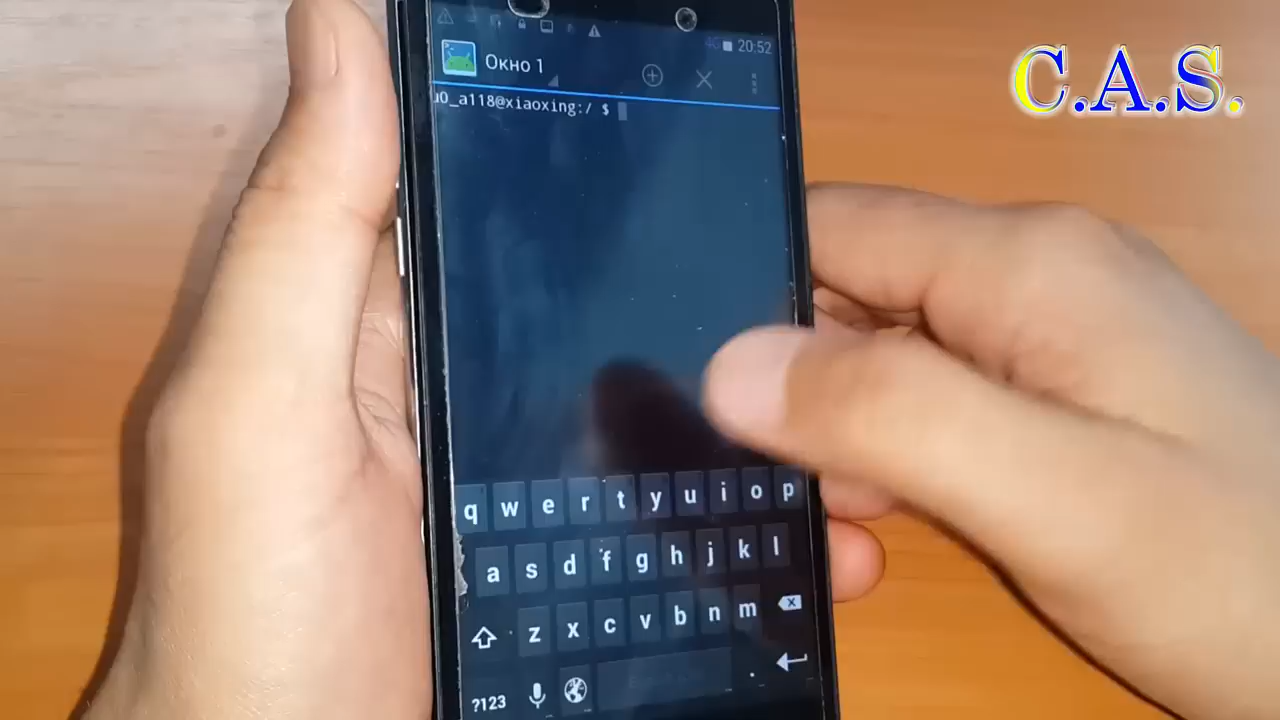 C.A.S.
20:52
Окно 1
u0_a118@xiaoxing:/ $
q w e r t y u i o p
a s d f g h j k l
z x c v b n m
?123 .